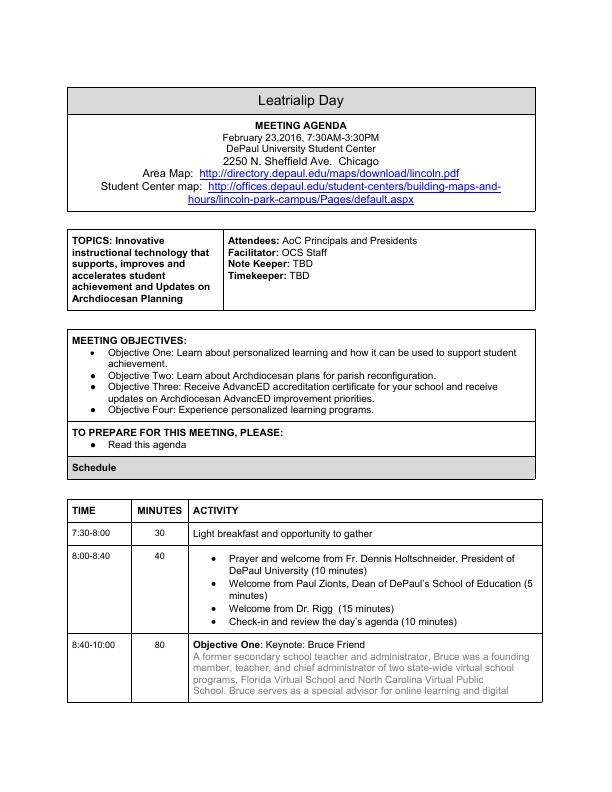 Leatrialip Day
MEETING AGENDA
February 23,2016, 7:30AM-3:30PM
DePaul University Student Center
2250 N. Sheffield Ave.  Chicago
Area Map:  http://directory.depaul.edu/maps/download/lincoln.pdf
Student Center map:  http://offices.depaul.edu/student-centers/building-maps-and-
hours/lincoln-park-campus/Pages/default.aspx
TOPICS: Innovative
instructional technology that
supports, improves and
accelerates student
achievement and Updates on
Archdiocesan Planning
Attendees: AoC Principals and Presidents
Facilitator: OCS Staff
Note Keeper: TBD
Timekeeper: TBD
MEETING OBJECTIVES:
● Objective One: Learn about personalized learning and how it can be used to support student
achievement.
● Objective Two: Learn about Archdiocesan plans for parish reconfiguration.
● Objective Three: Receive AdvancED accreditation certificate for your school and receive
updates on Archdiocesan AdvancED improvement priorities.
● Objective Four: Experience personalized learning programs.
TO PREPARE FOR THIS MEETING, PLEASE:
● Read this agenda
Schedule
TIME MINUTES ACTIVITY
7:30-8:00 30 Light breakfast and opportunity to gather
8:00-8:40 40
● Prayer and welcome from Fr. Dennis Holtschneider, President of
DePaul University (10 minutes)
● Welcome from Paul Zionts, Dean of DePaul's School of Education (5
minutes)
● Welcome from Dr. Rigg  (15 minutes)
● Check-in and review the day's agenda (10 minutes)
8:40-10:00 80 Objective One: Keynote: Bruce Friend
A former secondary school teacher and administrator, Bruce was a founding
member, teacher, and chief administrator of two state-wide virtual school
programs, Florida Virtual School and North Carolina Virtual Public
School. Bruce serves as a special advisor for online learning and digital